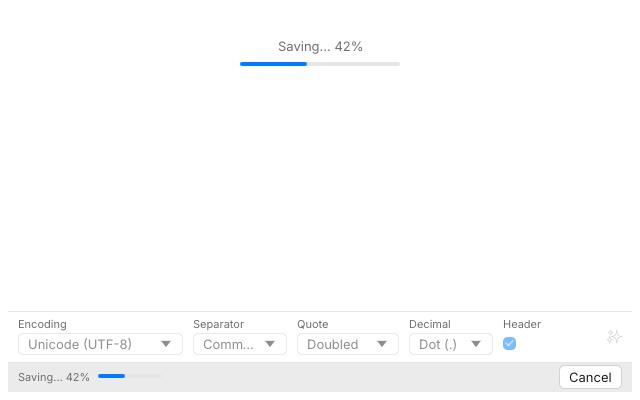 Saving... 42%
Encoding Separator Quote Decimal Header
Unicode (UTF-8) Comm... Doubled Dot (.)
Saving... 42% Cancel